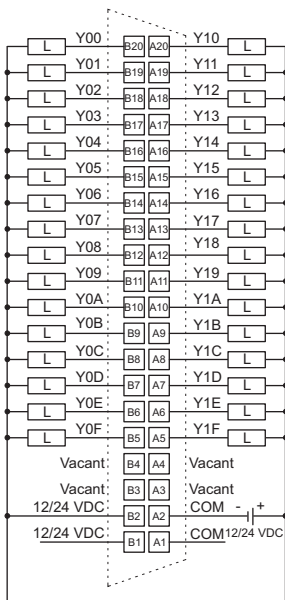 L Y00 B20 A20 Y10 L
L Y01 B19 A19 Y11 L
L Y02 B18 A18 Y12 L
L Y03 B17 A17 Y13 L
L Y04 B16 A16 Y14 L
L Y05 B15 A15 Y15 L
L Y06 B14 A14 Y16 L
L Y07 B13 A13 Y17 L
L Y08 B12 A12 Y18 L
L Y09 B11 A11 Y19 L
L Y0A B10 A10 Y1A L
L Y0B B9 A9 Y1B L
L Y0C B8 A8 Y1C L
L Y0D B7 A7 Y1D L
L Y0E B6 A6 Y1E L
L Y0F B5 A5 Y1F L
Vacant B4 A4 Vacant
Vacant B3 A3 Vacant
12/24 VDC B2 A2 COM - +
12/24 VDC B1 A1 COM 12/24 VDC